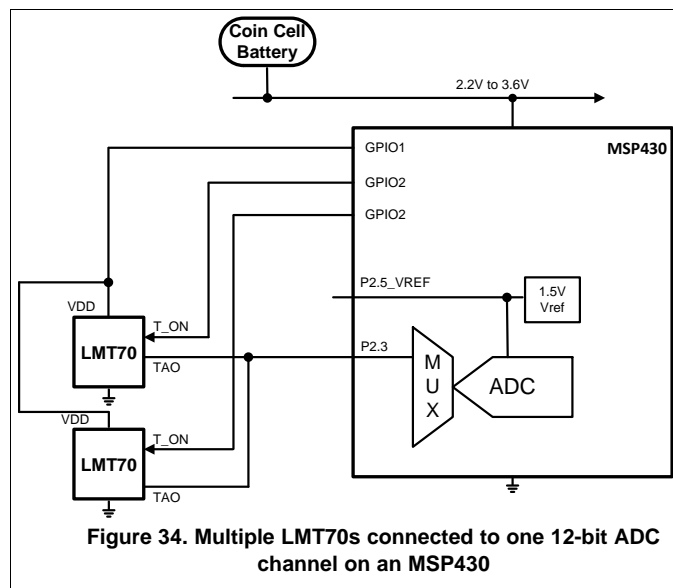 Coin Cell
Battery
2.2V to 3.6V
GPIO1
MSP430
GPIO2
GPIO2
P2.5_VREF
1.5V
Vref
VDD
T_ON
LMT70
TAO
P2.3
M
U
X
ADC
VDD
T_ON
LMT70
TAO
Figure 34. Multiple LMT70s connected to one 12-bit ADC
channel on an MSP430